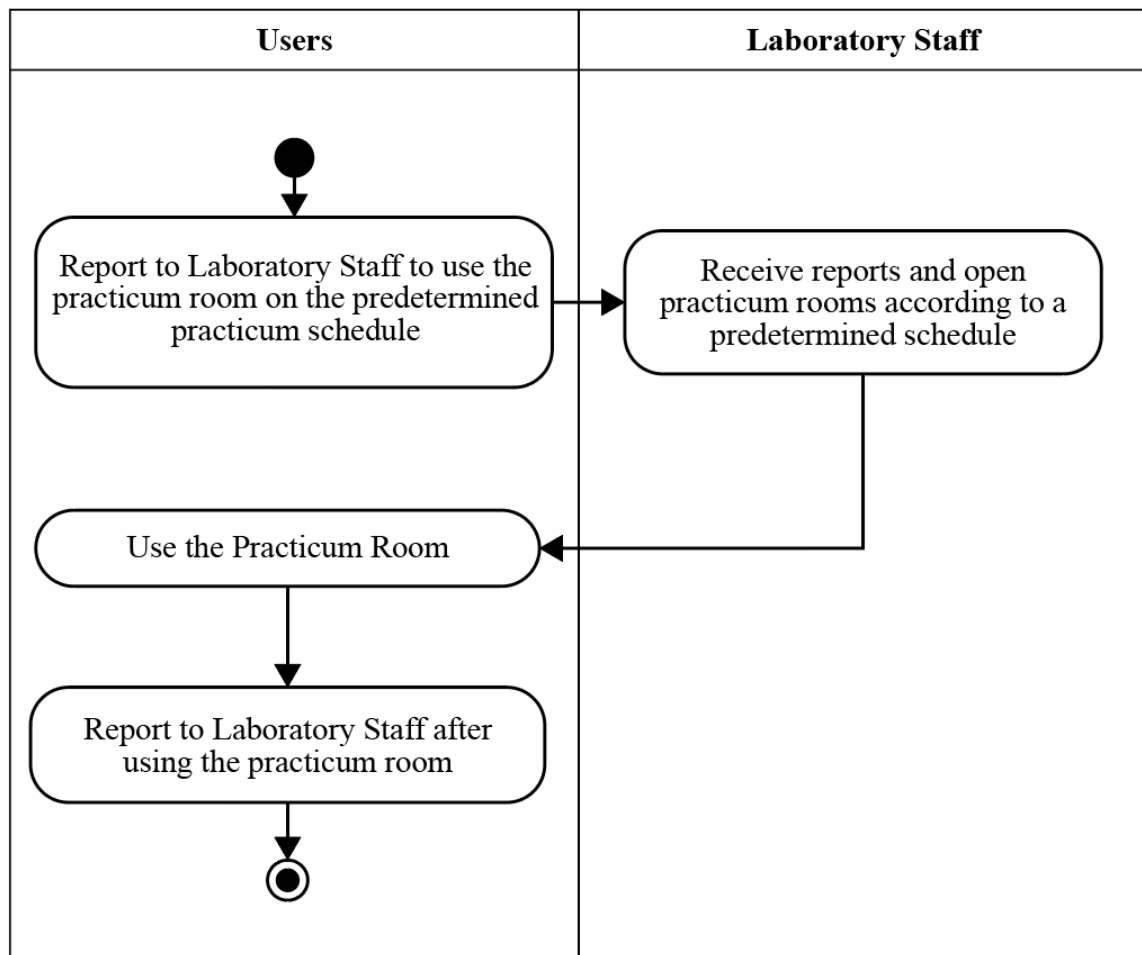 Users
Laboratory Staff
Report to Laboratory Staff to use the
practicum room on the predetermined
practicum schedule
Receive reports and open
practicum rooms according to a
predetermined schedule
Use the Practicum Room
Report to Laboratory Staff after
using the practicum room